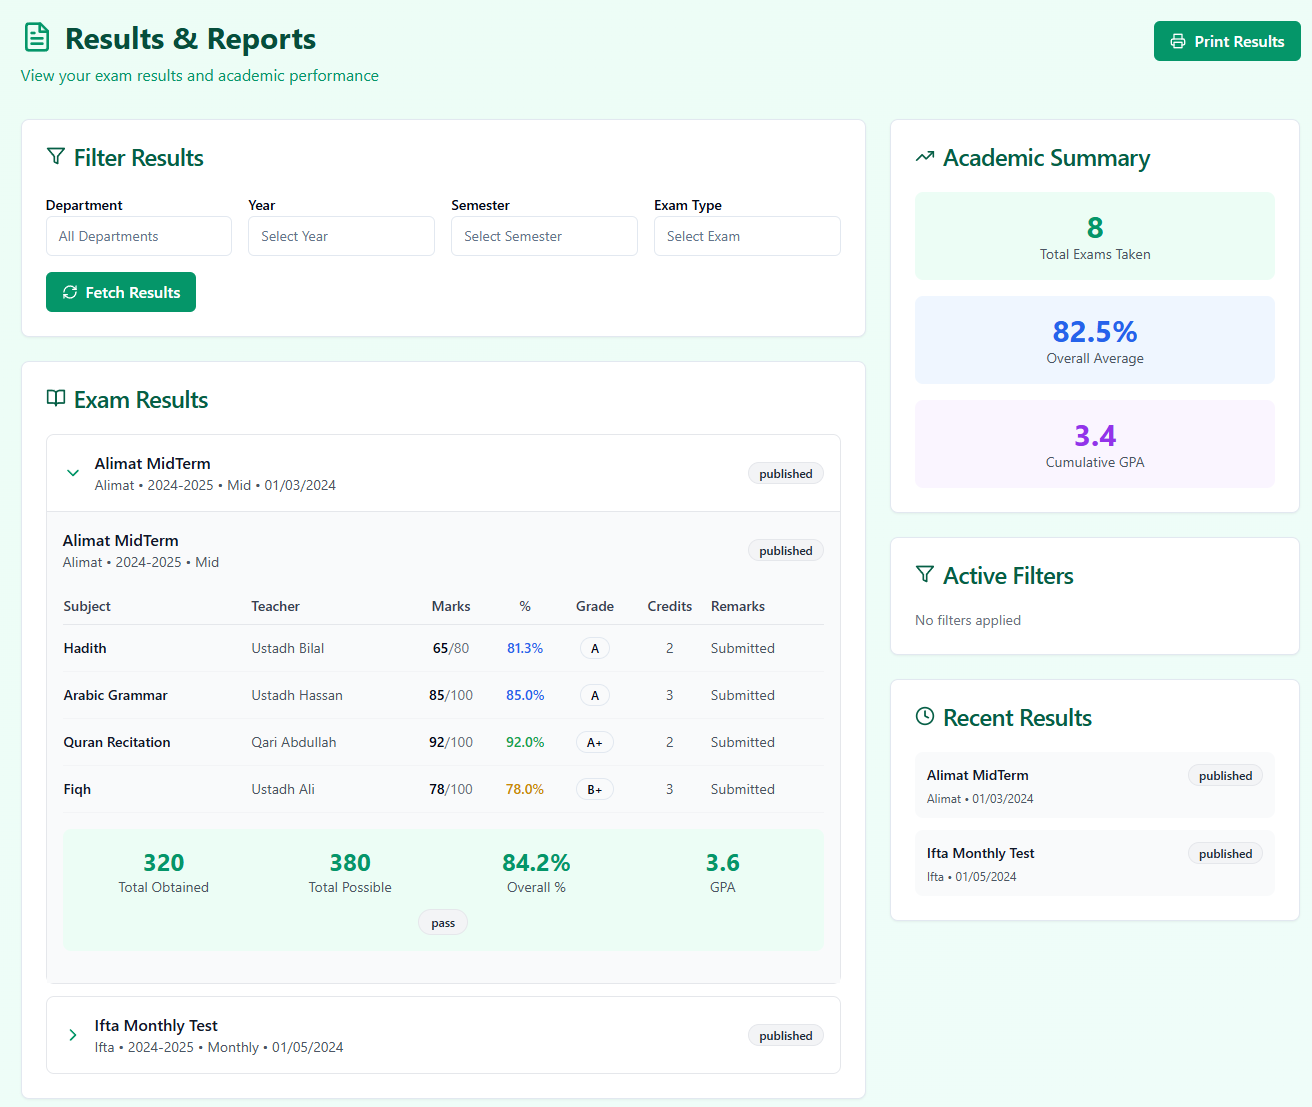 Results & Reports
View your exam results and academic performance
Print Results
Filter Results
Department Year Semester Exam Type
All Departments Select Year Select Semester Select Exam
Fetch Results
Exam Results
Alimat MidTerm
Alimat • 2024-2025 • Mid • 01/03/2024
published
Alimat MidTerm
Alimat • 2024-2025 • Mid
published
Subject Teacher Marks % Grade Credits Remarks
Hadith Ustadh Bilal 65/80 81.3% A 2 Submitted
Arabic Grammar Ustadh Hassan 85/100 85.0% A 3 Submitted
Quran Recitation Qari Abdullah 92/100 92.0% A+ 2 Submitted
Fiqh Ustadh Ali 78/100 78.0% B+ 3 Submitted
320 380 84.2% 3.6
Total Obtained Total Possible Overall % GPA
pass
Ifta Monthly Test
Ifta • 2024-2025 • Monthly • 01/05/2024
published
Academic Summary
8
Total Exams Taken
82.5%
Overall Average
3.4
Cumulative GPA
Active Filters
No filters applied
Recent Results
Alimat MidTerm
published
Alimat • 01/03/2024
Ifta Monthly Test
published
Ifta • 01/05/2024